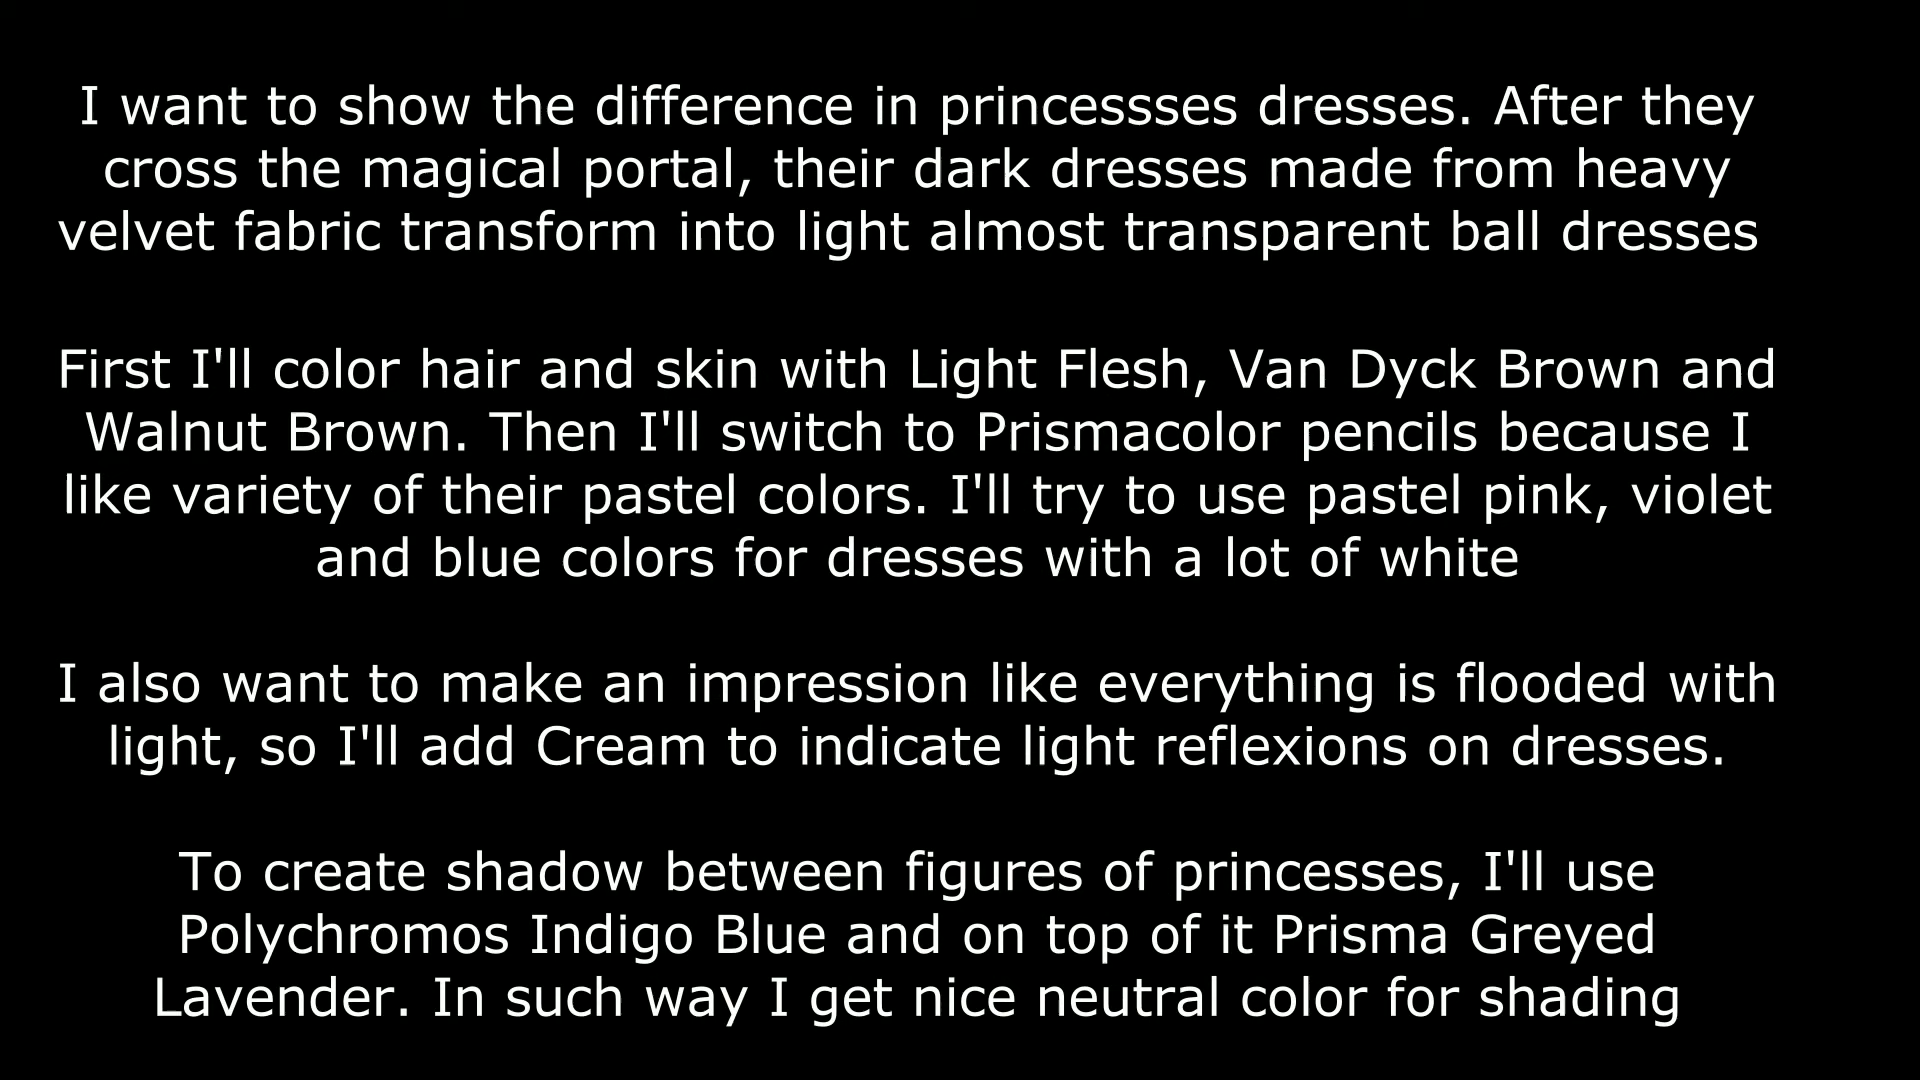 I want to show the difference in princessses dresses. After they
cross the magical portal, their dark dresses made from heavy
velvet fabric transform into light almost transparent ball dresses
First I'll color hair and skin with Light Flesh, Van Dyck Brown and
Walnut Brown. Then I'll switch to Prismacolor pencils because I
like variety of their pastel colors. I'll try to use pastel pink, violet
and blue colors for dresses with a lot of white
I also want to make an impression like everything is flooded with
light, so I'll add Cream to indicate light reflexions on dresses.
To create shadow between figures of princesses, I'll use
Polychromos Indigo Blue and on top of it Prisma Greyed
Lavender. In such way I get nice neutral color for shading